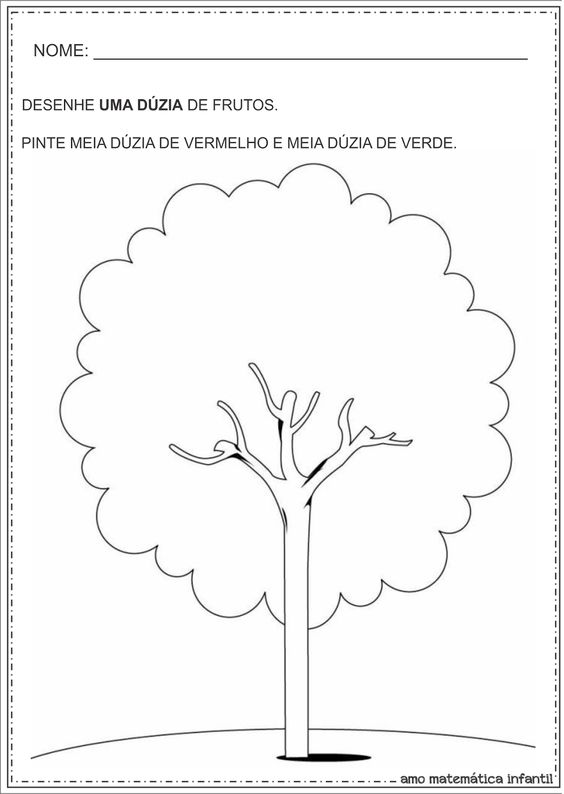 NOME:
DESENHE UMA DÚZIA DE FRUTOS.
PINTE MEIA DÚZIA DE VERMELHO E MEIA DÚZIA DE VERDE.
amo matemática infantil